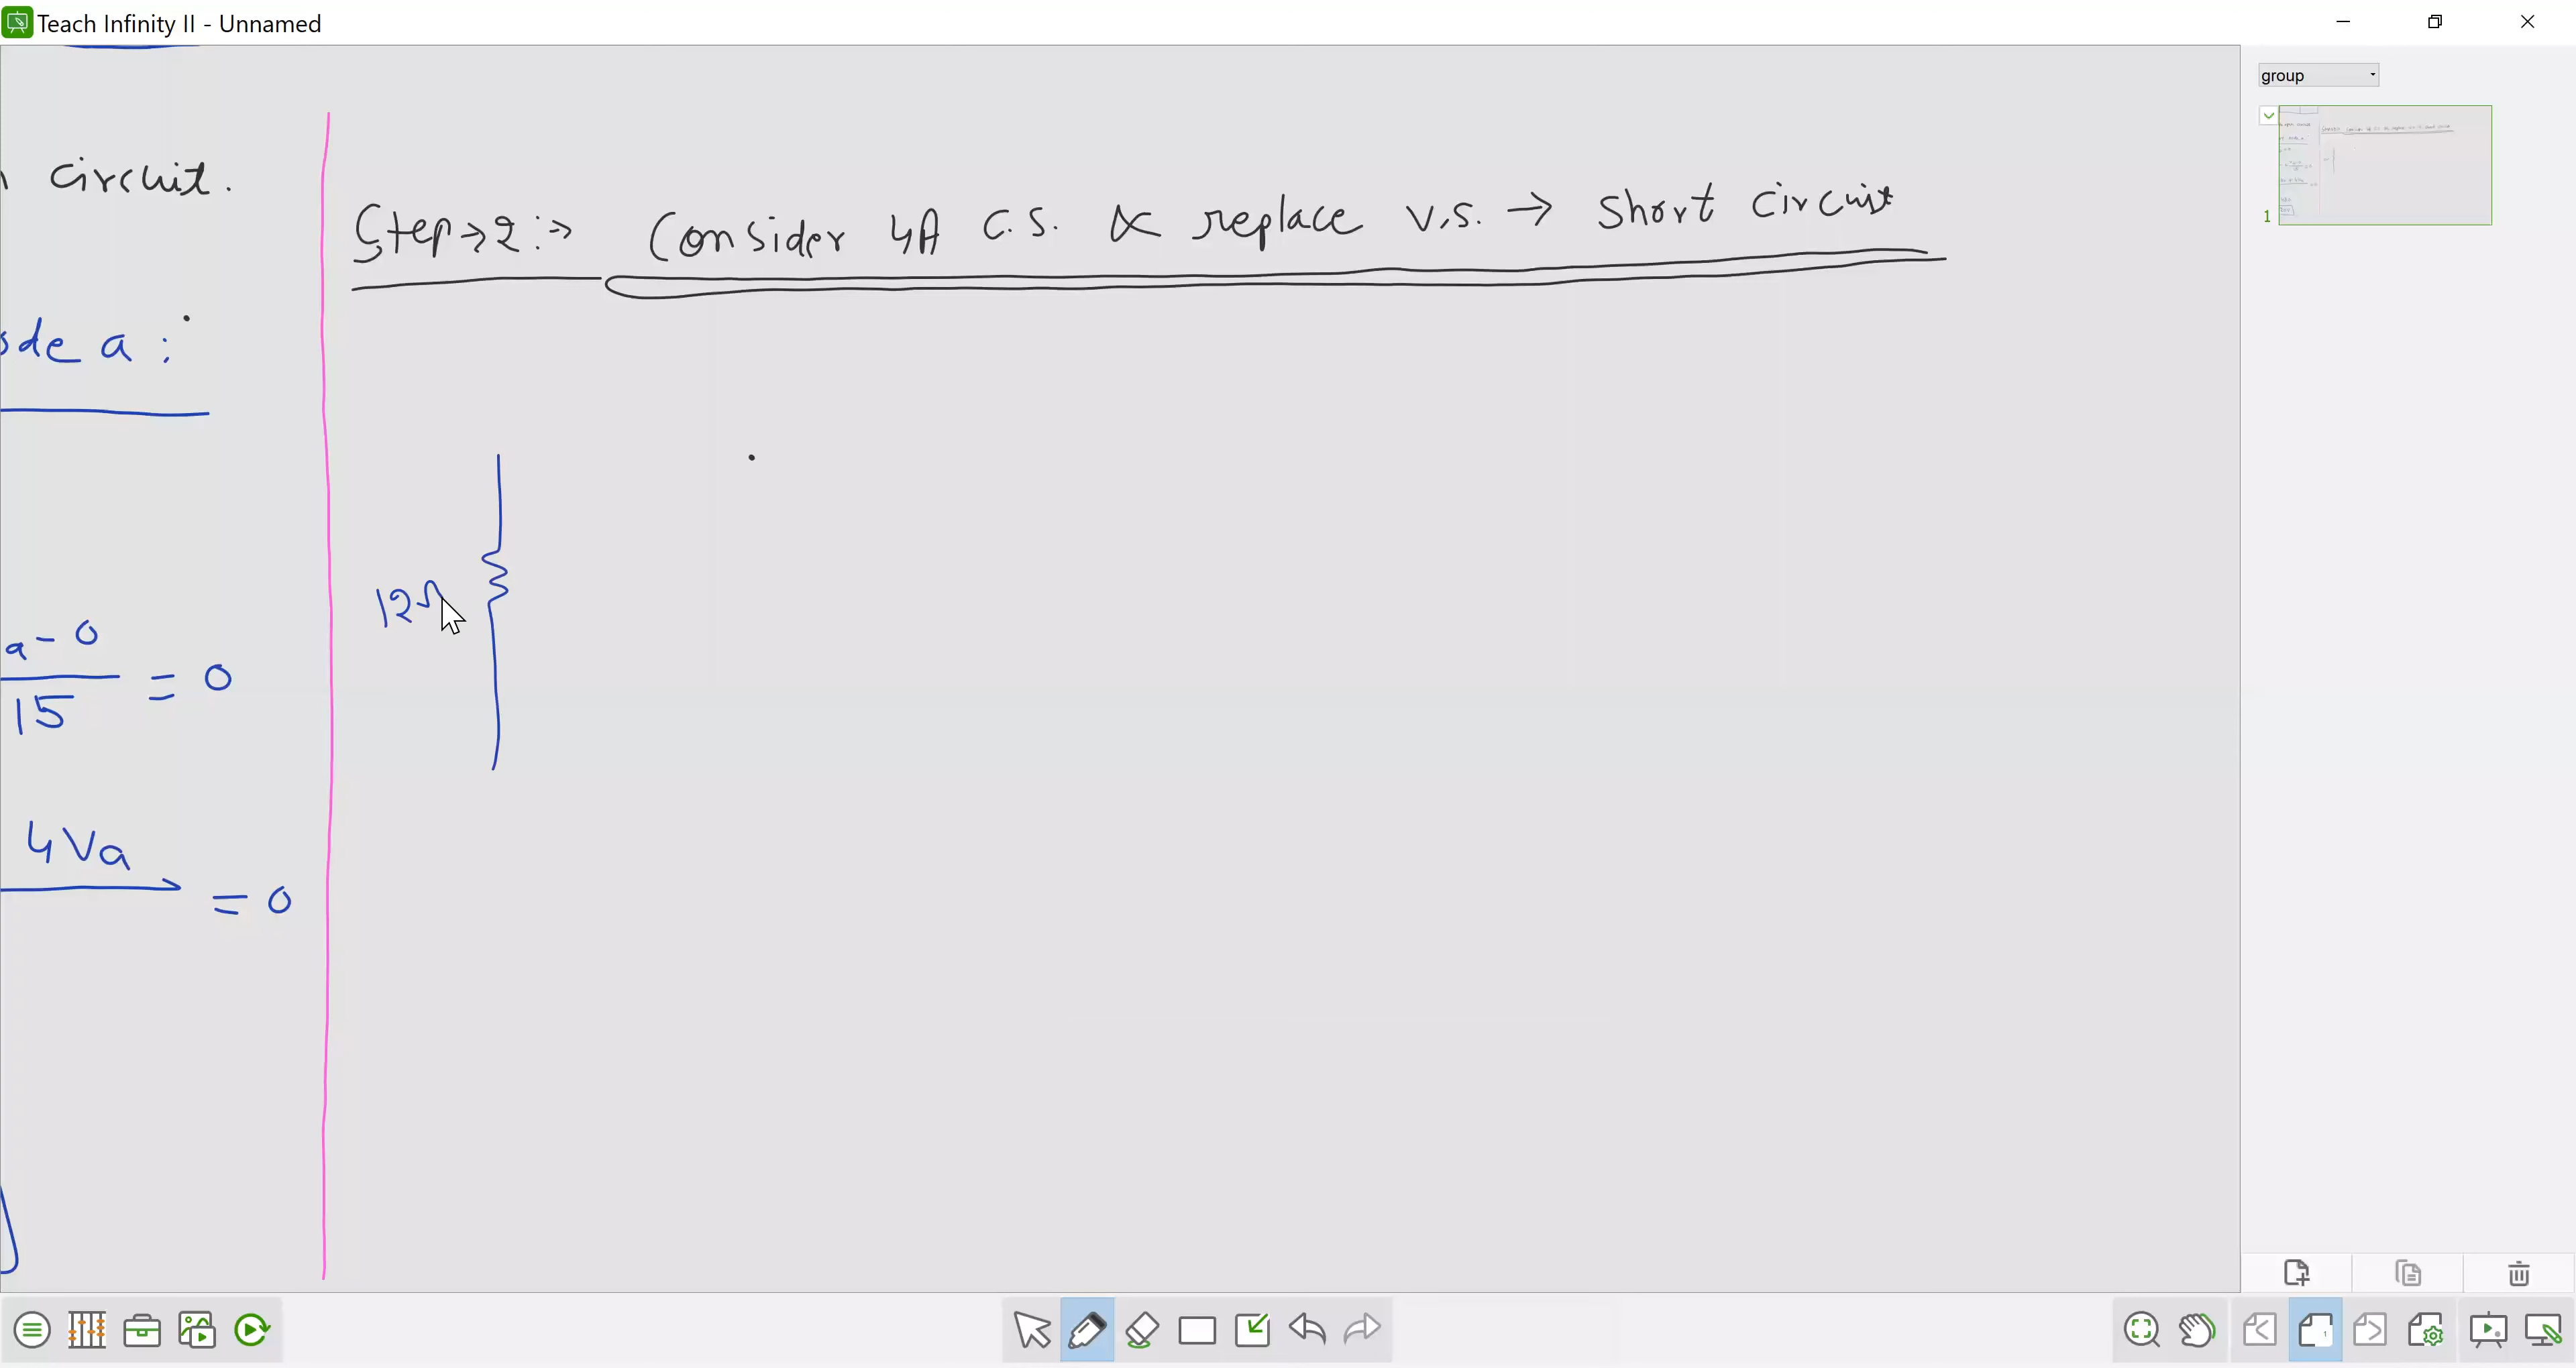 Teach Infinity II - Unnamed
group
circuit.
Step→2:→ Consider 4A C.S. & replace V.S. → Short Circuit
ode a:
12Ω
a - 0
15
= 0
4Va
= 0
1